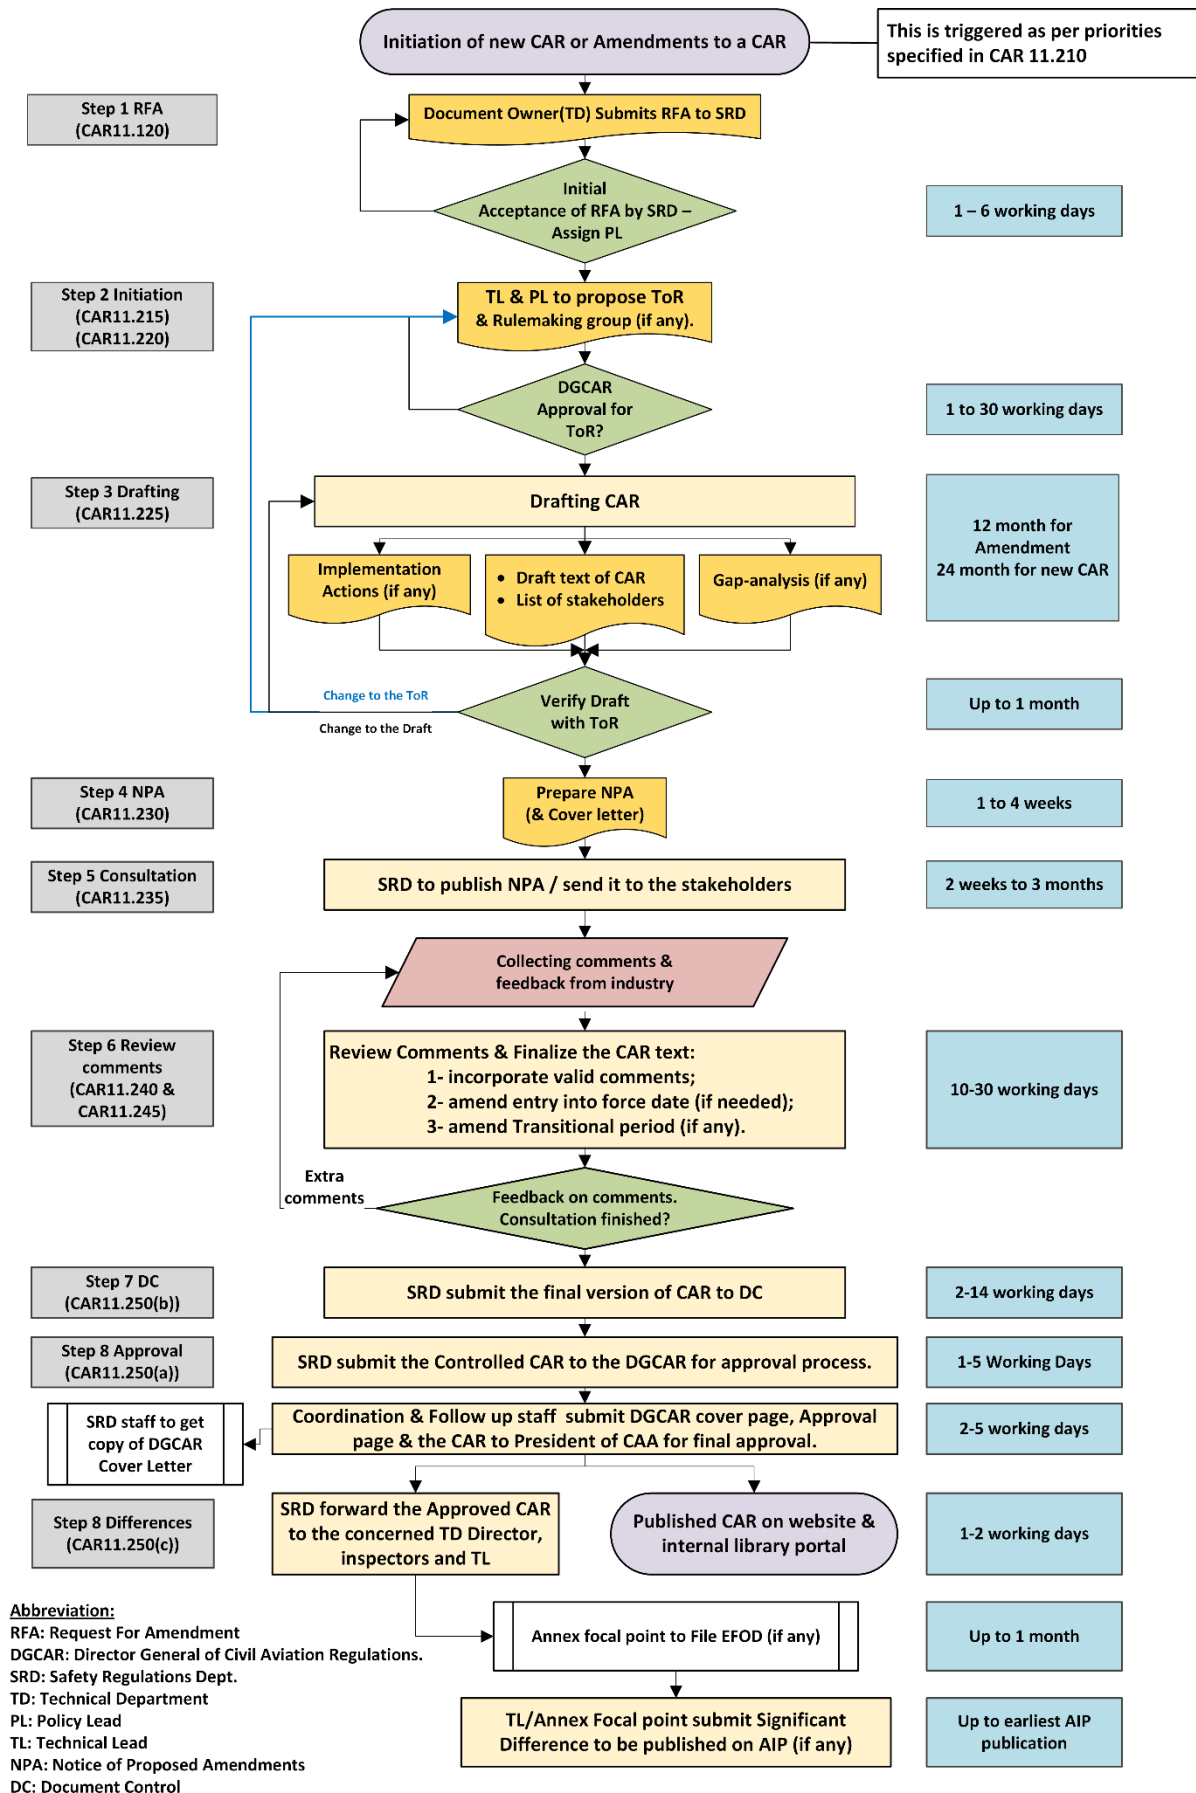 Initiation of new CAR or Amendments to a CAR
This is triggered as per priorities
specified in CAR 11.210
Step 1 RFA
(CAR11.120)
Document Owner(TD) Submits RFA to SRD
Initial
Acceptance of RFA by SRD –
Assign PL
1 – 6 working days
Step 2 Initiation
(CAR11.215)
(CAR11.220)
TL & PL to propose ToR
& Rulemaking group (if any).
DGCAR
Approval for
ToR?
1 to 30 working days
Step 3 Drafting
(CAR11.225)
Drafting CAR
12 month for
Amendment
24 month for new CAR
Implementation
Actions (if any)
• Draft text of CAR
• List of stakeholders
Gap-analysis (if any)
Change to the ToR
Change to the Draft
Verify Draft
with ToR
Up to 1 month
Step 4 NPA
(CAR11.230)
Prepare NPA
(& Cover letter)
1 to 4 weeks
Step 5 Consultation
(CAR11.235)
SRD to publish NPA / send it to the stakeholders
2 weeks to 3 months
Collecting comments &
feedback from industry
Step 6 Review
comments
(CAR11.240 &
CAR11.245)
Review Comments & Finalize the CAR text:
1- incorporate valid comments;
2- amend entry into force date (if needed);
3- amend Transitional period (if any).
10-30 working days
Extra
comments
Feedback on comments.
Consultation finished?
Step 7 DC
(CAR11.250(b))
SRD submit the final version of CAR to DC
2-14 working days
Step 8 Approval
(CAR11.250(a))
SRD submit the Controlled CAR to the DGCAR for approval process.
1-5 Working Days
SRD staff to get
copy of DGCAR
Cover Letter
Coordination & Follow up staff submit DGCAR cover page, Approval
page & the CAR to President of CAA for final approval.
2-5 working days
Step 8 Differences
(CAR11.250(c))
SRD forward the Approved CAR
to the concerned TD Director,
inspectors and TL
Published CAR on website &
internal library portal
1-2 working days
Abbreviation:
RFA: Request For Amendment
DGCAR: Director General of Civil Aviation Regulations.
SRD: Safety Regulations Dept.
TD: Technical Department
PL: Policy Lead
TL: Technical Lead
NPA: Notice of Proposed Amendments
DC: Document Control
Annex focal point to File EFOD (if any)
Up to 1 month
TL/Annex Focal point submit Significant
Difference to be published on AIP (if any)
Up to earliest AIP
publication